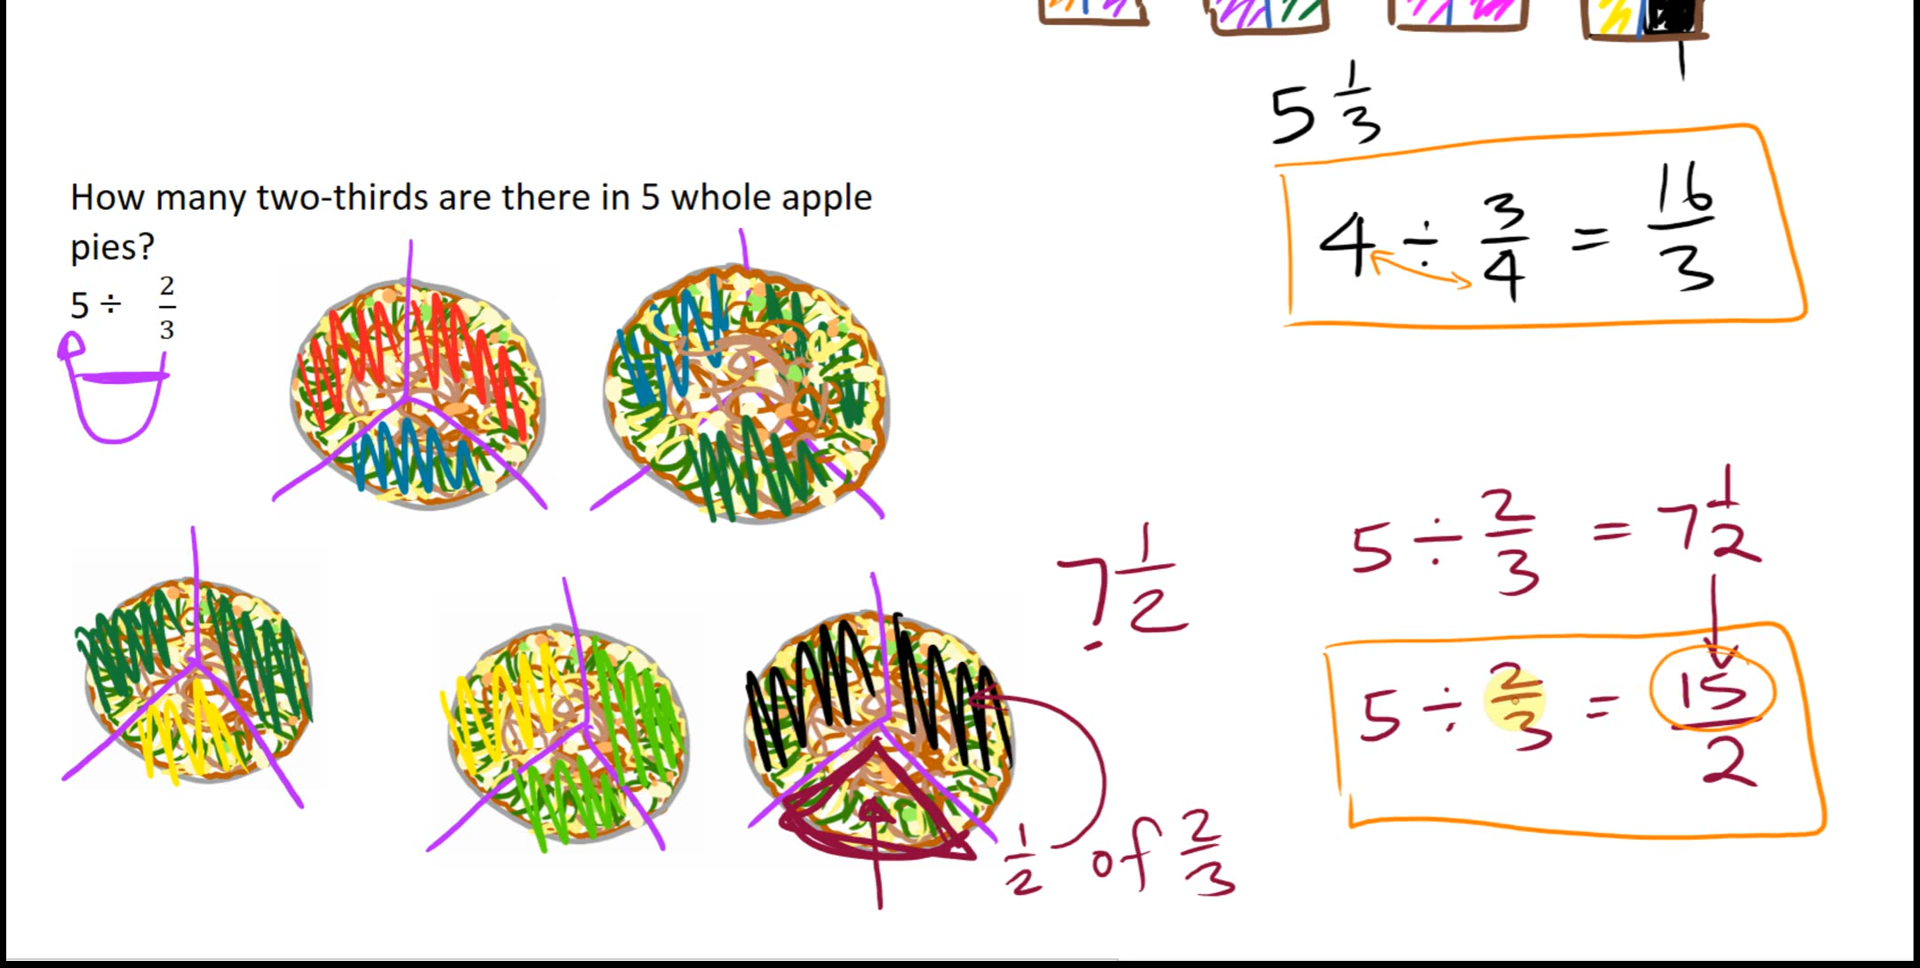 How many two-thirds are there in 5 whole apple
pies?
5 ÷ 2/3
5 1/3
4 ÷ 3/4 = 16/3
7 1/2
5 ÷ 2/3 = 7 1/2
5 ÷ 2/3 = 15/2
1/2 of 2/3